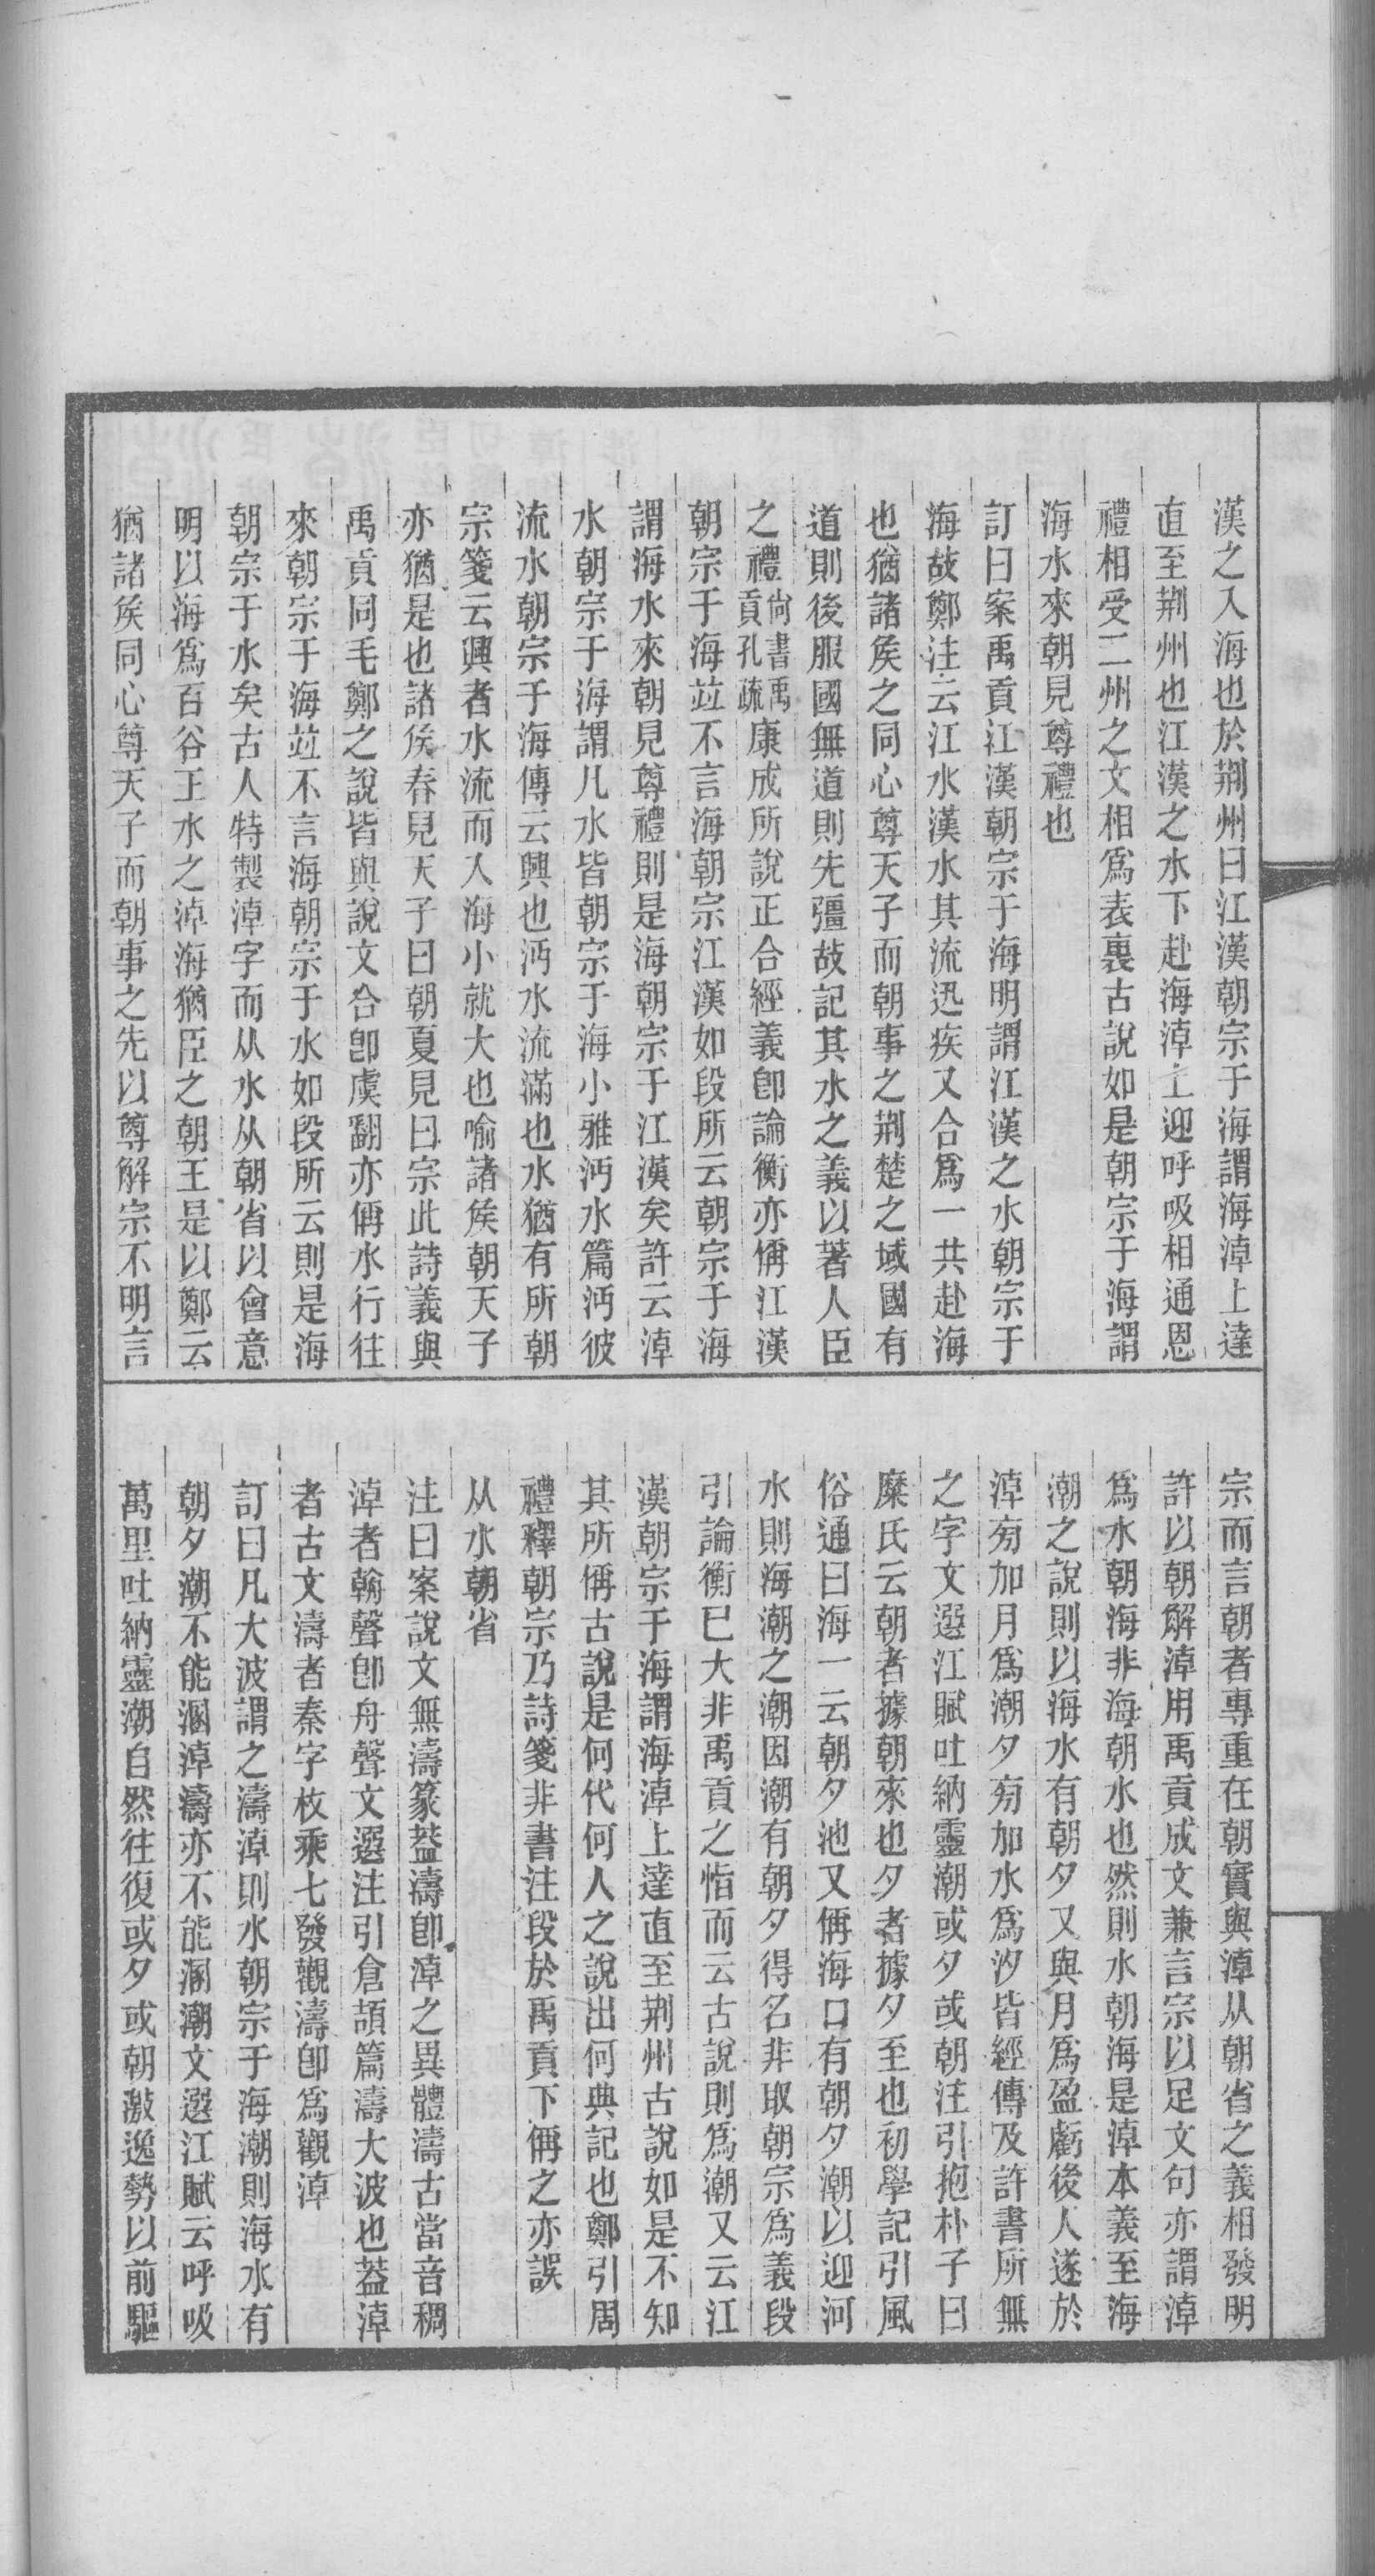 漢之入海也於荆州曰江漢朝宗于海謂海淖上達
直至荆州也江漢之水下赴海淖上迎呼吸相通恩
禮相受二州之文相爲表裏古說如是朝宗于海謂
海水來朝見尊禮也
訂曰案禹貢江漢朝宗于海明謂江漢之水朝宗于
海故鄭注云江水漢水其流迅疾又合爲一共赴海
也猶諸矦之同心尊天子而朝事之荆楚之域國有
道則後服國無道則先彊故記其水之義以著人臣
之禮尙書禹貢孔疏康成所說正合經義卽論衡亦偁江漢
朝宗于海竝不言海朝宗江漢如段所云朝宗于海
謂海水來朝見尊禮則是海朝宗于江漢矣許云淖
水朝宗于海謂凡水皆朝宗于海小雅沔水篇沔彼
流水朝宗于海傳云興也沔水流滿也水猶有所朝
宗箋云興者水流而入海小就大也喻諸矦朝天子
亦猶是也諸矦春見天子曰朝夏見曰宗此詩義與
禹貢同毛鄭之說皆與說文合卽虞翻亦偁水行往
來朝宗于海竝不言海朝宗于水如段所云則是海
朝宗于水矣古人特製淖字而从水从朝省以會意
明以海爲百谷王水之淖海猶臣之朝王是以鄭云
猶諸矦同心尊天子而朝事之先以尊解宗不明言
宗而言朝者專重在朝實與淖从朝省之義相發明
許以朝解淖用禹貢成文兼言宗以足文句亦謂淖
爲水朝海非海朝水也然則水朝海是淖本義至海
潮之說則以海水有朝夕又與月爲盈虧後人遂於
淖旁加月爲潮夕旁加水爲汐皆經傳及許書所無
之字文選江賦吐納靈潮或夕或朝注引抱朴子曰
麋氏云朝者據朝來也夕者據夕至也初學記引風
俗通曰海一云朝夕池又偁海口有朝夕潮以迎河
水則海潮之潮因潮有朝夕得名非取朝宗爲義段
引論衡已大非禹貢之恉而云古說則爲潮又云江
漢朝宗于海謂海淖上達直至荆州古說如是不知
其所偁古說是何代何人之說出何典記也鄭引周
禮釋朝宗乃詩箋非書注段於禹貢下偁之亦誤
从水朝省
注曰案說文無濤篆葢濤卽淖之異體濤古當音稠
淖者翰聲卽舟聲文選注引倉頡篇濤大波也葢淖
者古文濤者秦字枚乘七發觀濤卽爲觀淖
訂曰凡大波謂之濤淖則水朝宗于海潮則海水有
朝夕潮不能溷淖濤亦不能溷潮文選江賦云呼吸
萬里吐納靈潮自然往復或夕或朝激逸勢以前驅